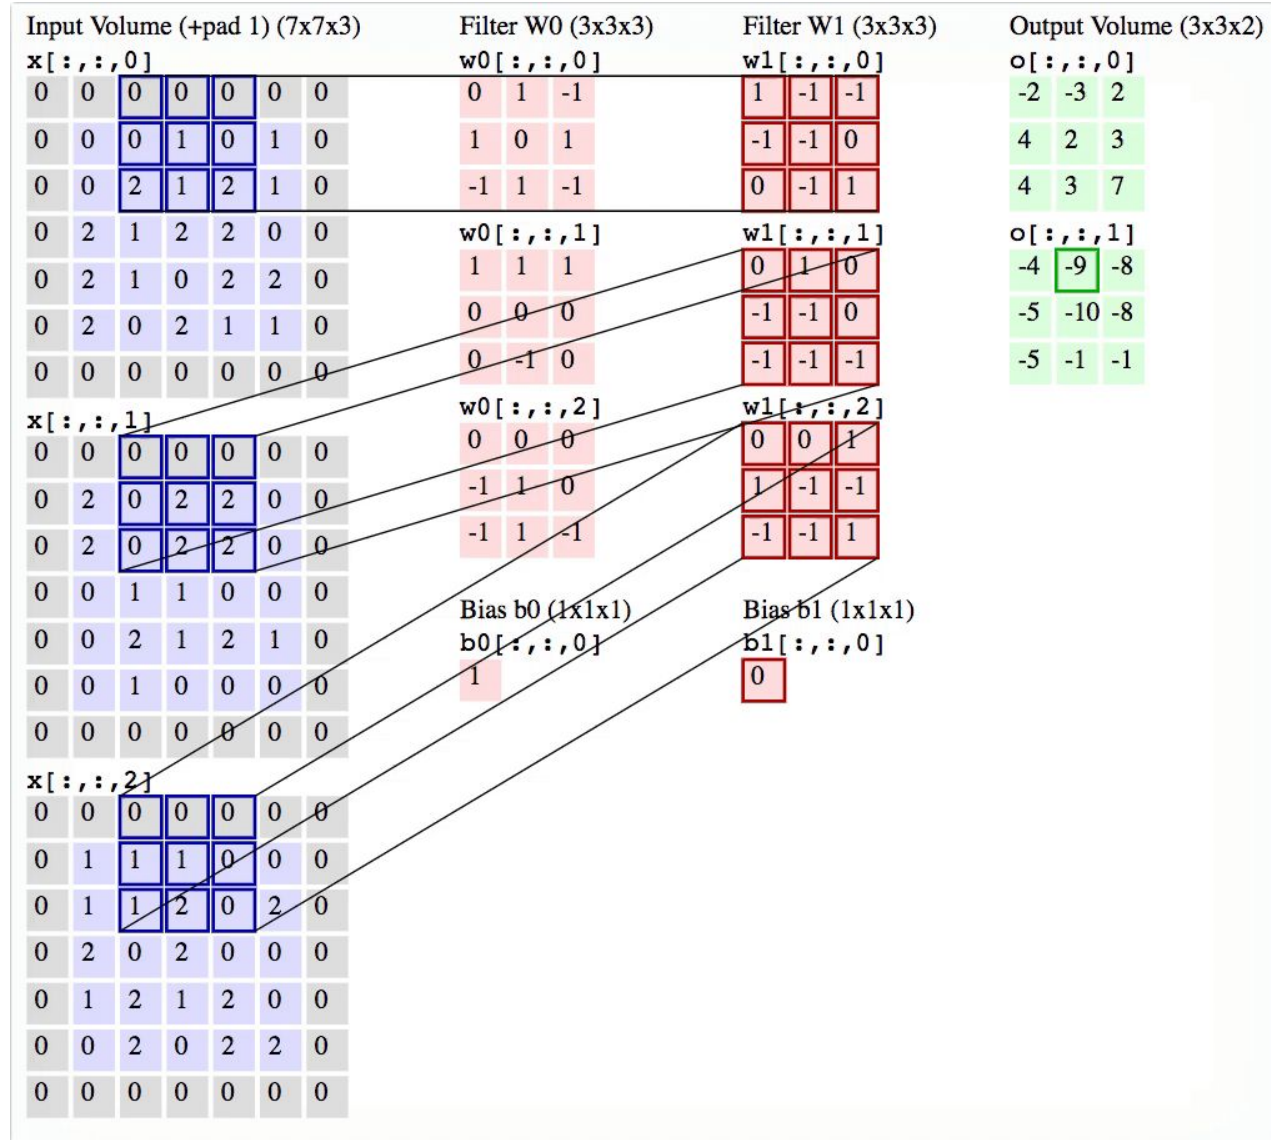 Input Volume (+pad 1) (7x7x3)
x[:,:,0]
0 0 0 0 0 0 0
0 0 0 1 0 1 0
0 0 2 1 2 1 0
0 2 1 2 2 0 0
0 2 1 0 2 2 0
0 2 0 2 1 1 0
0 0 0 0 0 0 0
x[:,:,1]
0 0 0 0 0 0 0
0 2 0 2 2 0 0
0 2 0 2 2 0 0
0 0 1 1 0 0 0
0 0 2 1 2 1 0
0 0 1 0 0 0 0
0 0 0 0 0 0 0
x[:,:,2]
0 0 0 0 0 0 0
0 1 1 1 0 0 0
0 1 1 2 0 2 0
0 2 0 2 0 0 0
0 1 2 1 2 0 0
0 0 2 0 2 2 0
0 0 0 0 0 0 0
Filter W0 (3x3x3)
w0[:,:,0]
0 1 -1
1 0 1
-1 1 -1
w0[:,:,1]
1 1 1
0 0 0
0 -1 0
w0[:,:,2]
0 0 0
-1 1 0
-1 1 -1
Bias b0 (1x1x1)
b0[:,:,0]
1
Filter W1 (3x3x3)
w1[:,:,0]
1 -1 -1
-1 -1 0
0 -1 1
w1[:,:,1]
0 1 0
-1 -1 0
-1 -1 -1
w1[:,:,2]
0 0 1
1 -1 -1
-1 -1 1
Bias b1 (1x1x1)
b1[:,:,0]
0
Output Volume (3x3x2)
o[:,:,0]
-2 -3 2
4 2 3
4 3 7
o[:,:,1]
-4 -9 -8
-5 -10 -8
-5 -1 -1